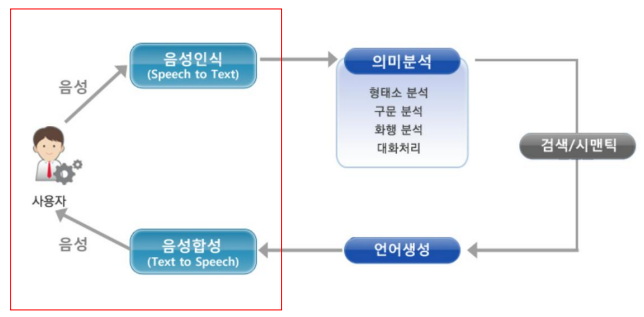 음성인식
(Speech to Text)
음성
의미분석
형태소 분석
구문 분석
화행 분석
대화처리
검색/시맨틱
사용자
음성
음성합성
(Text to Speech)
언어생성